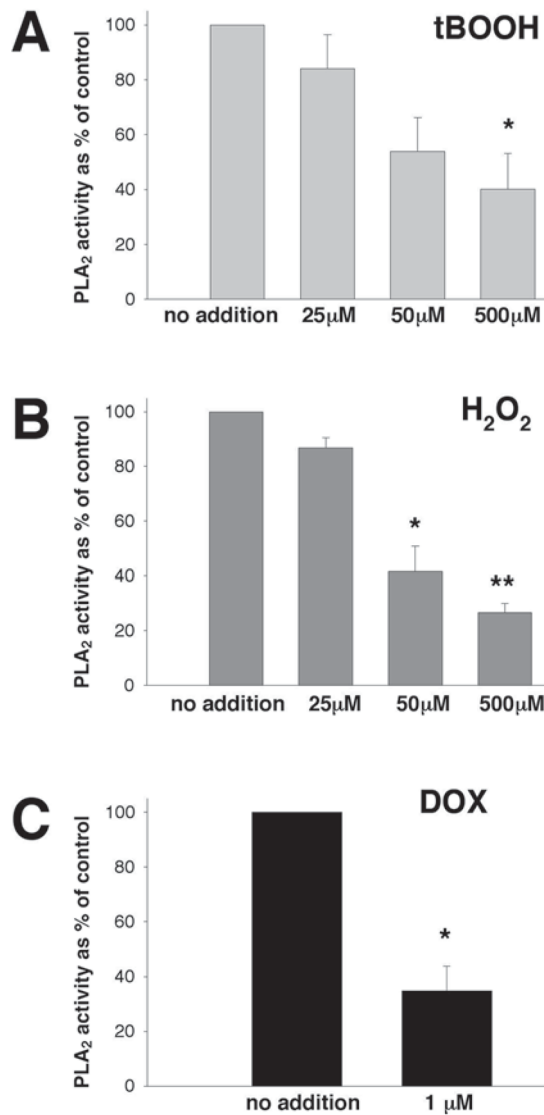 A
tBOOH
PLA₂ activity as % of control
100
80
60
40
20
0
*
no addition 25μM 50μM 500μM
B
H₂O₂
PLA₂ activity as % of control
100
80
60
40
20
0
*
**
no addition 25μM 50μM 500μM
C
DOX
PLA₂ activity as % of control
100
80
60
40
20
0
*
no addition 1 μM